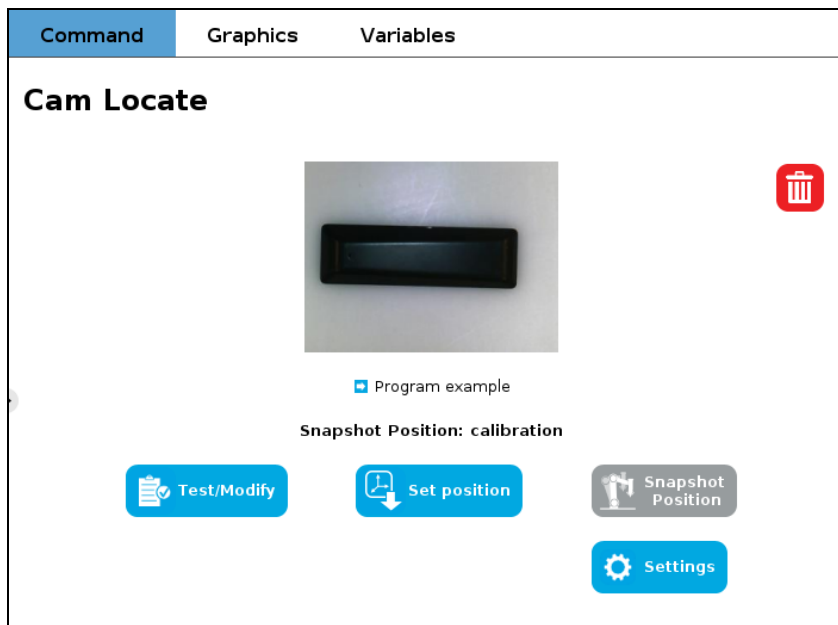 Command Graphics Variables
Cam Locate
Program example
Snapshot Position: calibration
Test/Modify Set position Snapshot Position
Settings